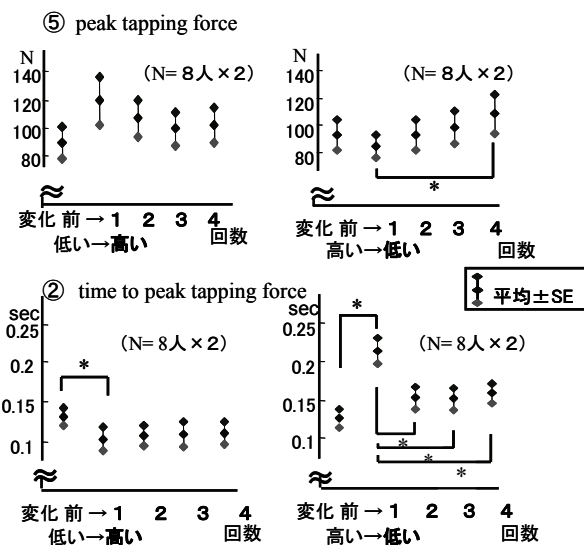 ⑤ peak tapping force
N
140
120
100
80
(N= 8人×2)
変化 前 → 1 2 3 4
低い→高い 回数
N
140
120
100
80
(N= 8人×2)
*
変化 前 → 1 2 3 4
高い→低い 回数
平均±SE
② time to peak tapping force
sec
0.25
0.2
0.15
0.1
(N= 8人×2)
*
変化 前 → 1 2 3 4
低い→高い 回数
sec
0.25
0.2
0.15
0.1
*
(N= 8人×2)
*
*
*
変化 前 → 1 2 3 4
高い→低い 回数